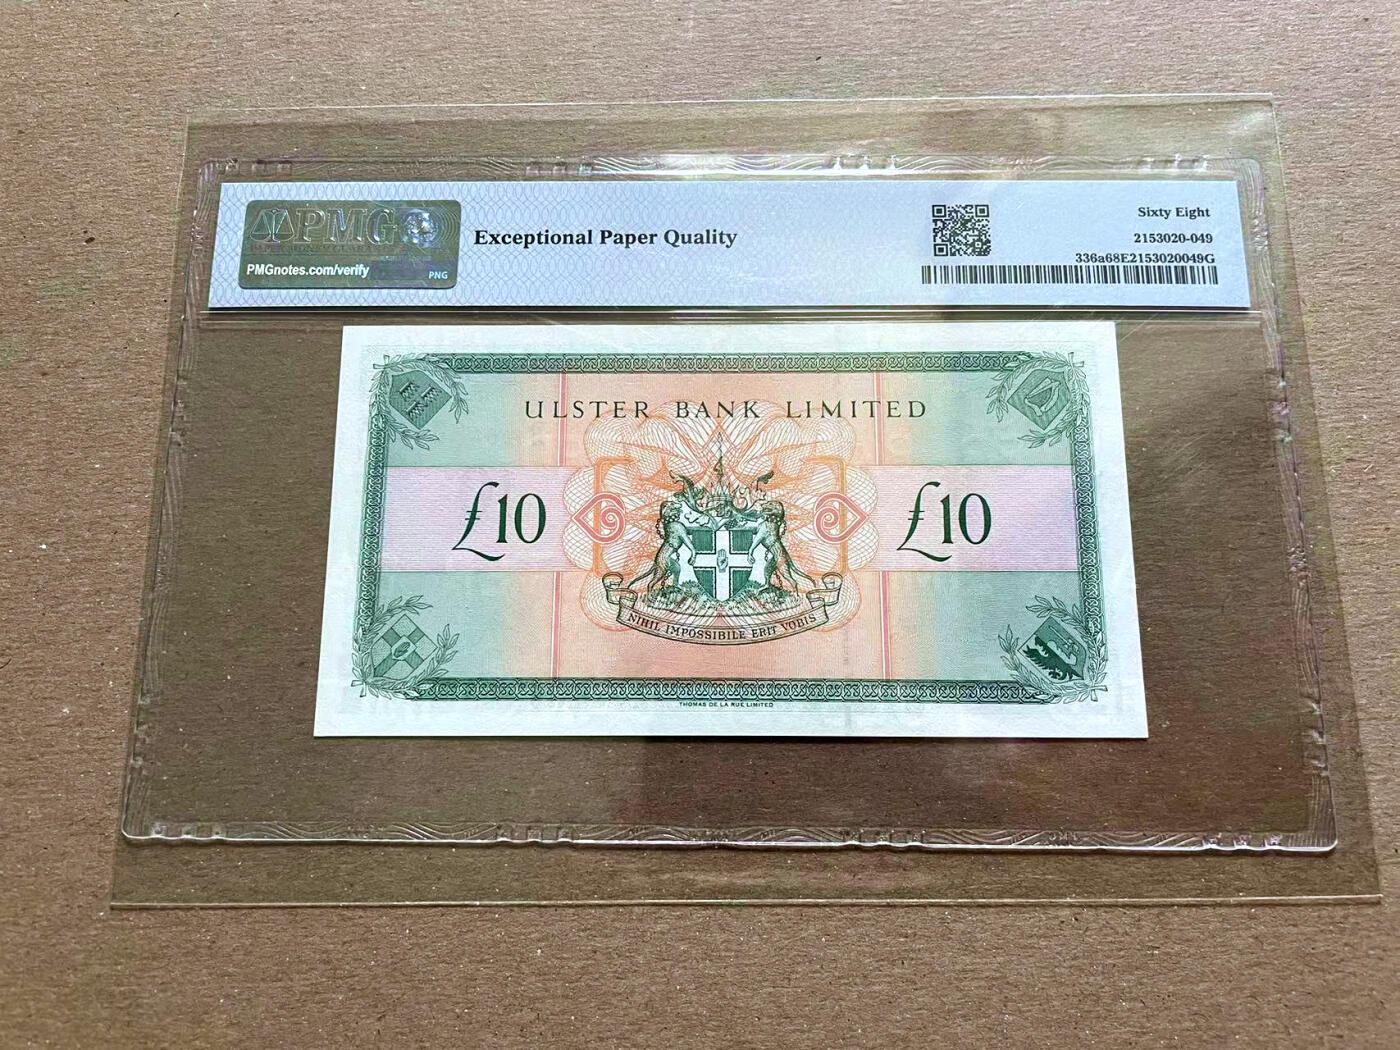 PMG
PMGnotes.com/verify
PNG
Exceptional Paper Quality
Sixty Eight
2153020-049
336a68E2153020049G
ULSTER BANK LIMITED
£10
£10
NIHIL IMPOSSIBILE ERIT VOBIS
THOMAS DE LA RUE LIMITED